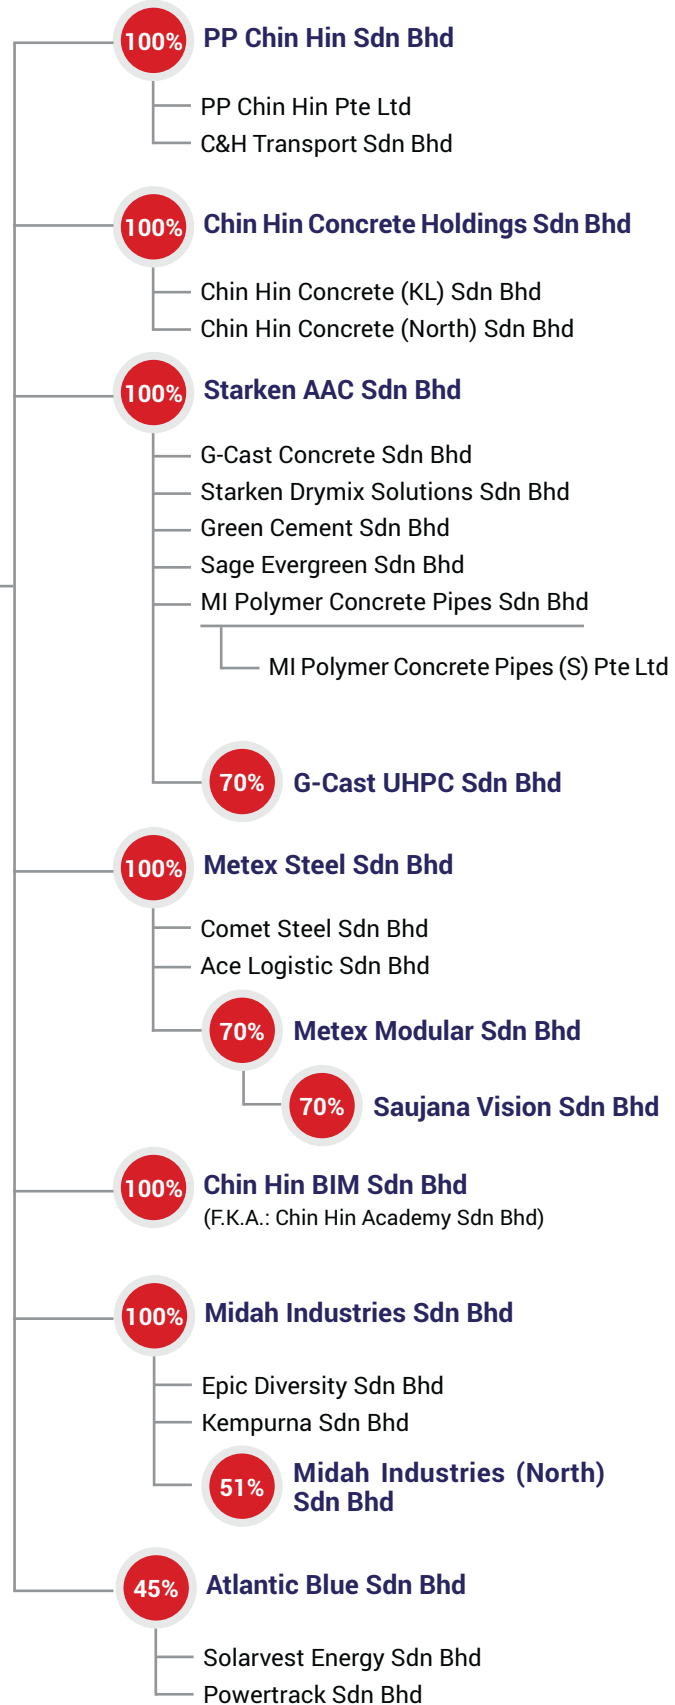 100% PP Chin Hin Sdn Bhd
PP Chin Hin Pte Ltd
C&H Transport Sdn Bhd
100% Chin Hin Concrete Holdings Sdn Bhd
Chin Hin Concrete (KL) Sdn Bhd
Chin Hin Concrete (North) Sdn Bhd
100% Starken AAC Sdn Bhd
G-Cast Concrete Sdn Bhd
Starken Drymix Solutions Sdn Bhd
Green Cement Sdn Bhd
Sage Evergreen Sdn Bhd
MI Polymer Concrete Pipes Sdn Bhd
MI Polymer Concrete Pipes (S) Pte Ltd
70% G-Cast UHPC Sdn Bhd
100% Metex Steel Sdn Bhd
Comet Steel Sdn Bhd
Ace Logistic Sdn Bhd
70% Metex Modular Sdn Bhd
70% Saujana Vision Sdn Bhd
100% Chin Hin BIM Sdn Bhd
(F.K.A.: Chin Hin Academy Sdn Bhd)
100% Midah Industries Sdn Bhd
Epic Diversity Sdn Bhd
Kempurna Sdn Bhd
51% Midah Industries (North)
Sdn Bhd
45% Atlantic Blue Sdn Bhd
Solarvest Energy Sdn Bhd
Powertrack Sdn Bhd